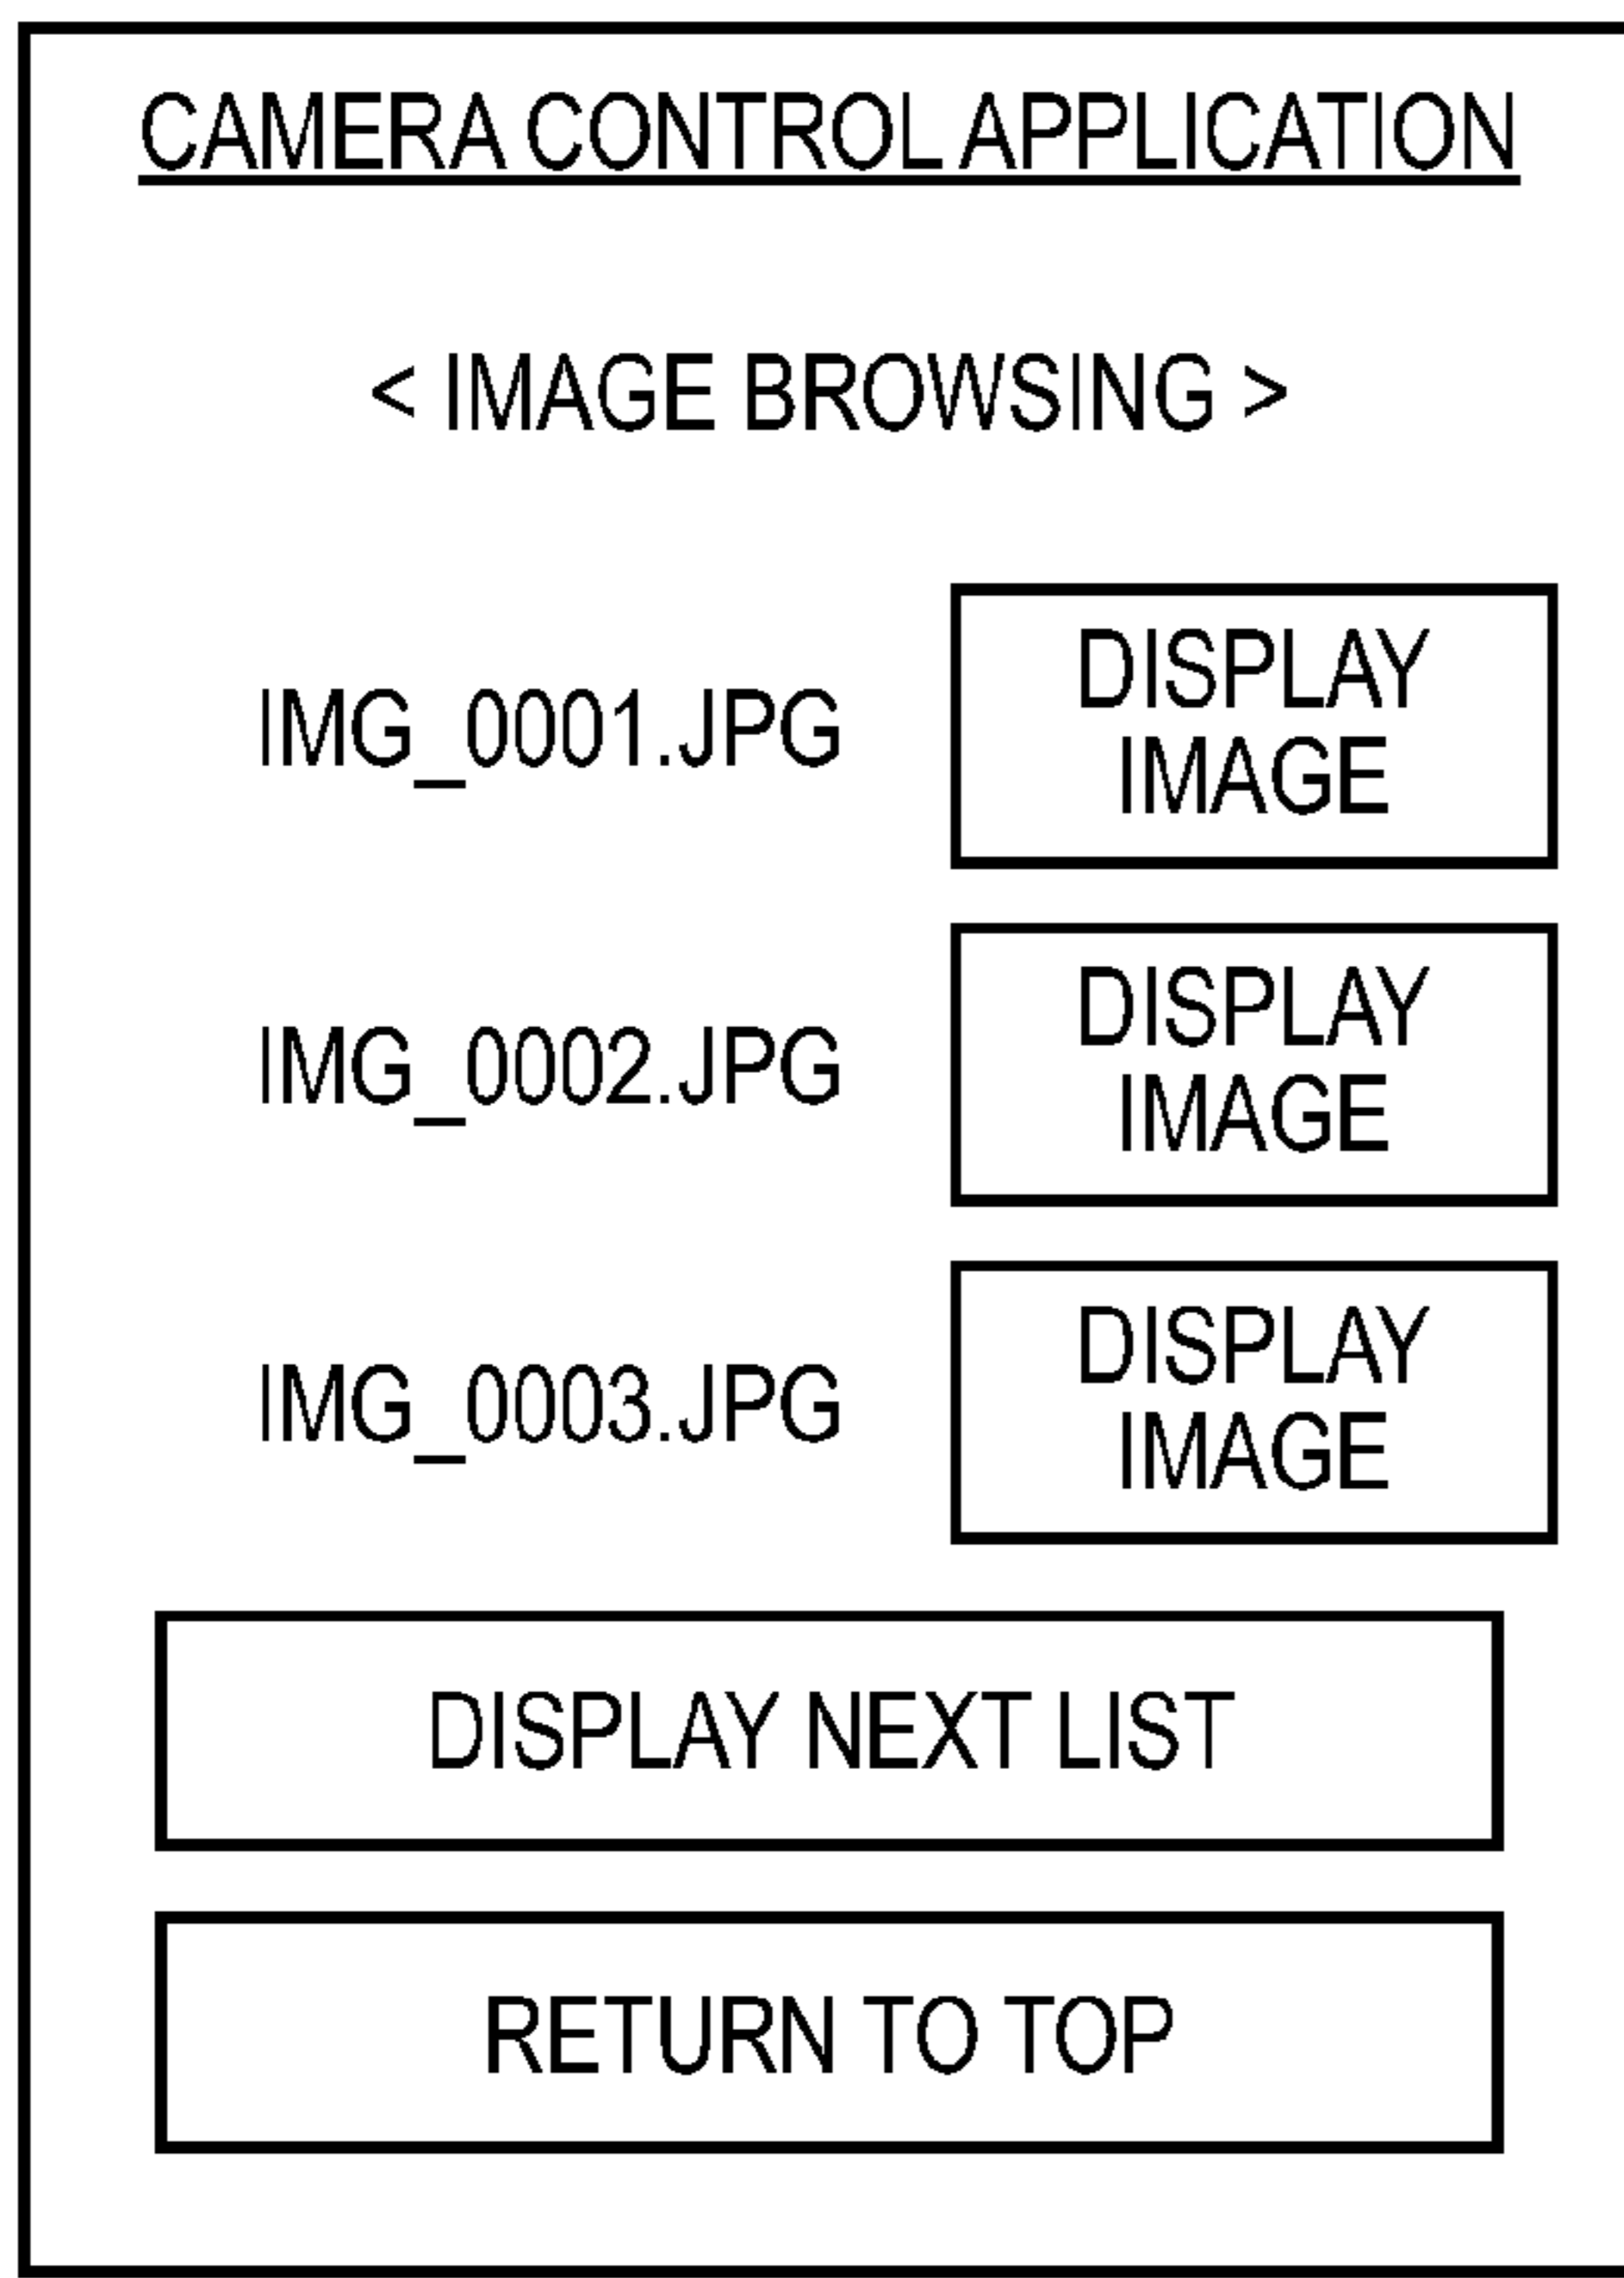 CAMERA CONTROL APPLICATION
< IMAGE BROWSING >
IMG_0001.JPG
DISPLAY
IMAGE
IMG_0002.JPG
DISPLAY
IMAGE
IMG_0003.JPG
DISPLAY
IMAGE
DISPLAY NEXT LIST
RETURN TO TOP